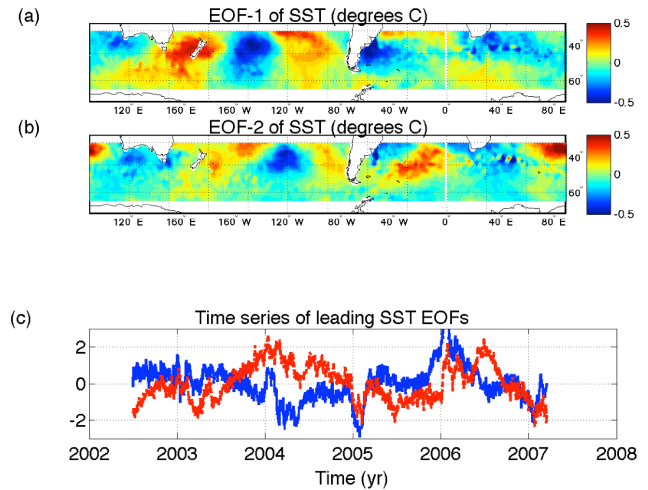 (a)
EOF-1 of SST (degrees C)
0.5
0
-0.5
40°
60°
120° E 160° E 160° W 120° W 80° W 40° W 0° 40° E 80° E
(b)
EOF-2 of SST (degrees C)
0.5
0
-0.5
40°
60°
120° E 160° E 160° W 120° W 80° W 40° W 0° 40° E 80° E
(c)
Time series of leading SST EOFs
2
0
-2
2002 2003 2004 2005 2006 2007 2008
Time (yr)